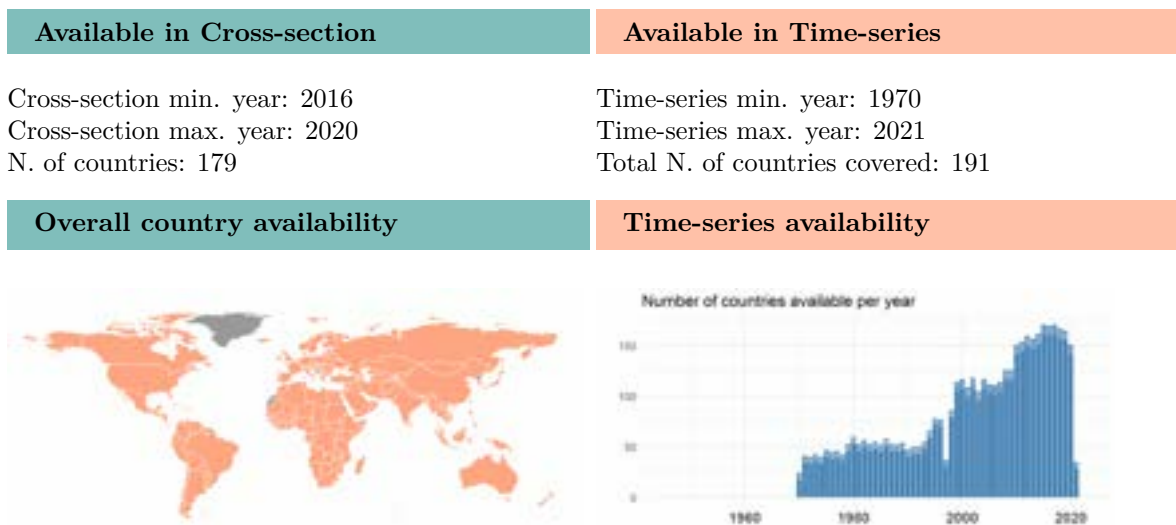 Available in Cross-section
Available in Time-series
Cross-section min. year: 2016
Cross-section max. year: 2020
N. of countries: 179
Time-series min. year: 1970
Time-series max. year: 2021
Total N. of countries covered: 191
Overall country availability
Time-series availability
Number of countries available per year
150
100
50
0
1960
1980
2000
2020